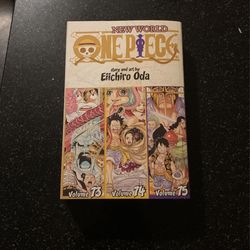 NEW WORLD
ONE PIECE
story and art by
Eiichiro Oda
Volume 73
Volume 74
Volume 75